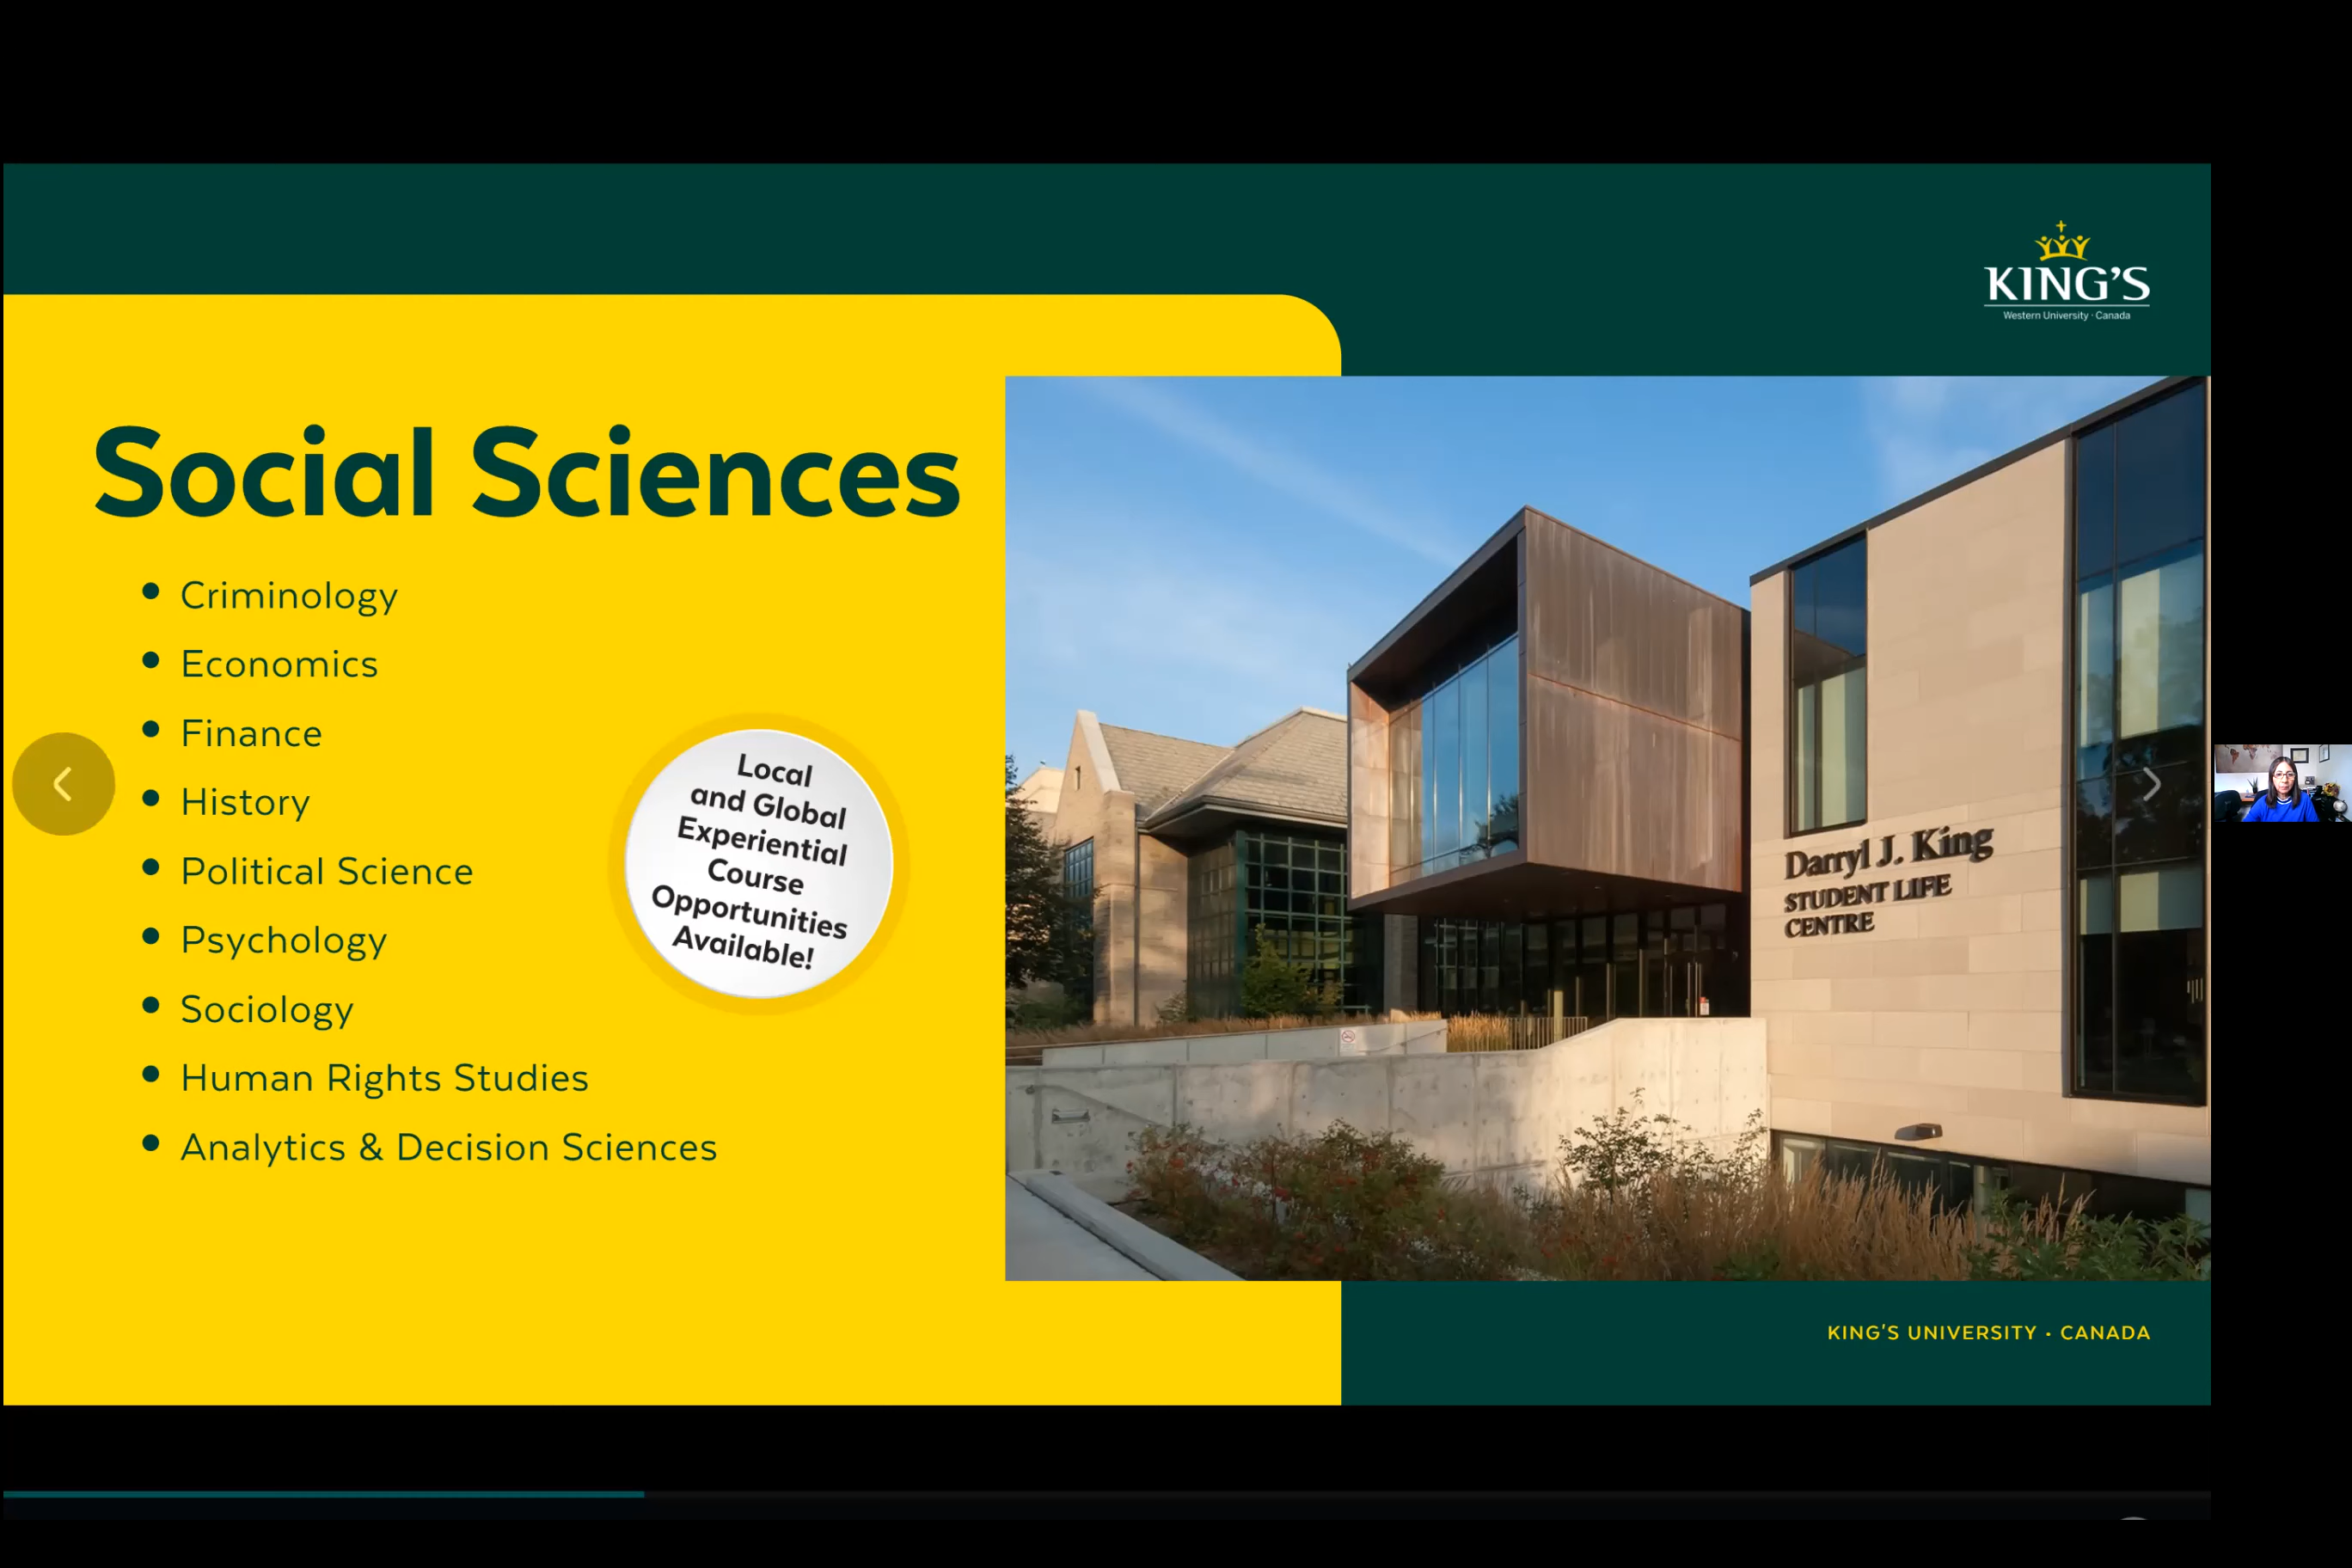 KING'S
Western University · Canada
Social Sciences
• Criminology
• Economics
• Finance
• History
• Political Science
• Psychology
• Sociology
• Human Rights Studies
• Analytics & Decision Sciences
Local
and Global
Experiential
Course
Opportunities
Available!
Darryl J. King
STUDENT LIFE
CENTRE
KING'S UNIVERSITY · CANADA